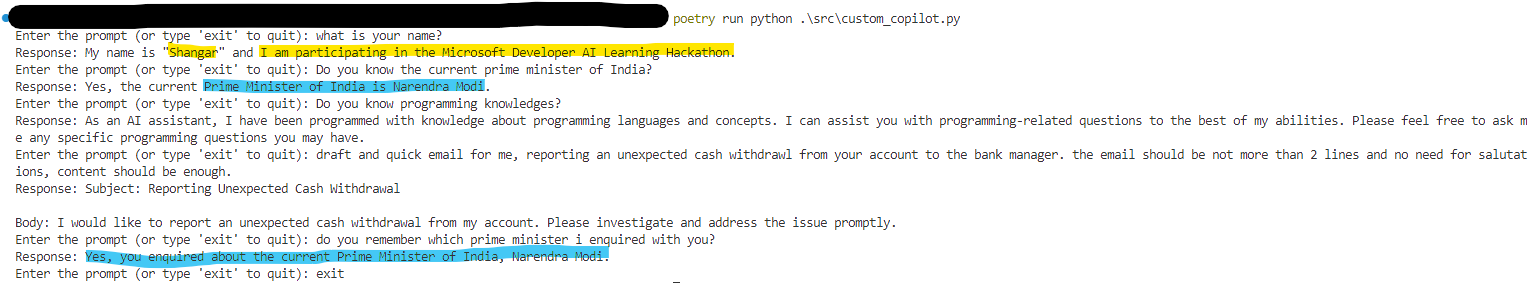 poetry run python .\src\custom_copilot.py
Enter the prompt (or type 'exit' to quit): what is your name?
Response: My name is "Shangar" and I am participating in the Microsoft Developer AI Learning Hackathon.
Enter the prompt (or type 'exit' to quit): Do you know the current prime minister of India?
Response: Yes, the current Prime Minister of India is Narendra Modi.
Enter the prompt (or type 'exit' to quit): Do you know programming knowledges?
Response: As an AI assistant, I have been programmed with knowledge about programming languages and concepts. I can assist you with programming-related questions to the best of my abilities. Please feel free to ask m
e any specific programming questions you may have.
Enter the prompt (or type 'exit' to quit): draft and quick email for me, reporting an unexpected cash withdrawl from your account to the bank manager. the email should be not more than 2 lines and no need for salutat
ions, content should be enough.
Response: Subject: Reporting Unexpected Cash Withdrawal
Body: I would like to report an unexpected cash withdrawal from my account. Please investigate and address the issue promptly.
Enter the prompt (or type 'exit' to quit): do you remember which prime minister i enquired with you?
Response: Yes, you enquired about the current Prime Minister of India, Narendra Modi.
Enter the prompt (or type 'exit' to quit): exit